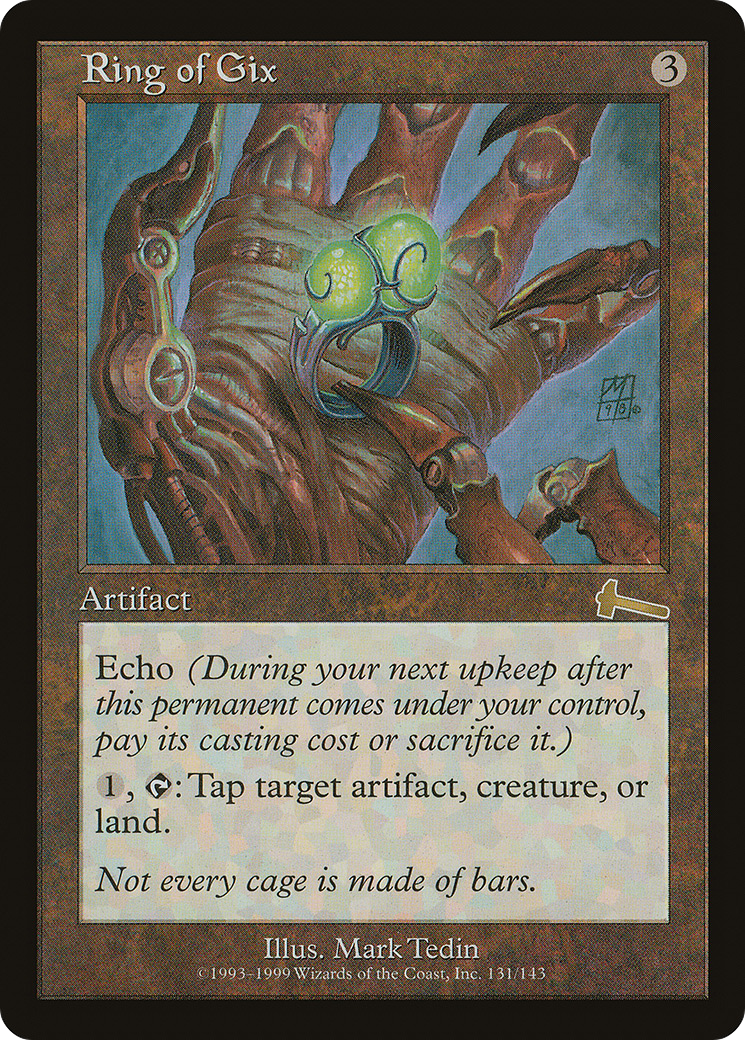 Ring of Gix
3
M
98
Artifact
Echo (During your next upkeep after
this permanent comes under your control,
pay its casting cost or sacrifice it.)
1, : Tap target artifact, creature, or
land.
Not every cage is made of bars.
Illus. Mark Tedin
©1993–1999 Wizards of the Coast, Inc. 131/143